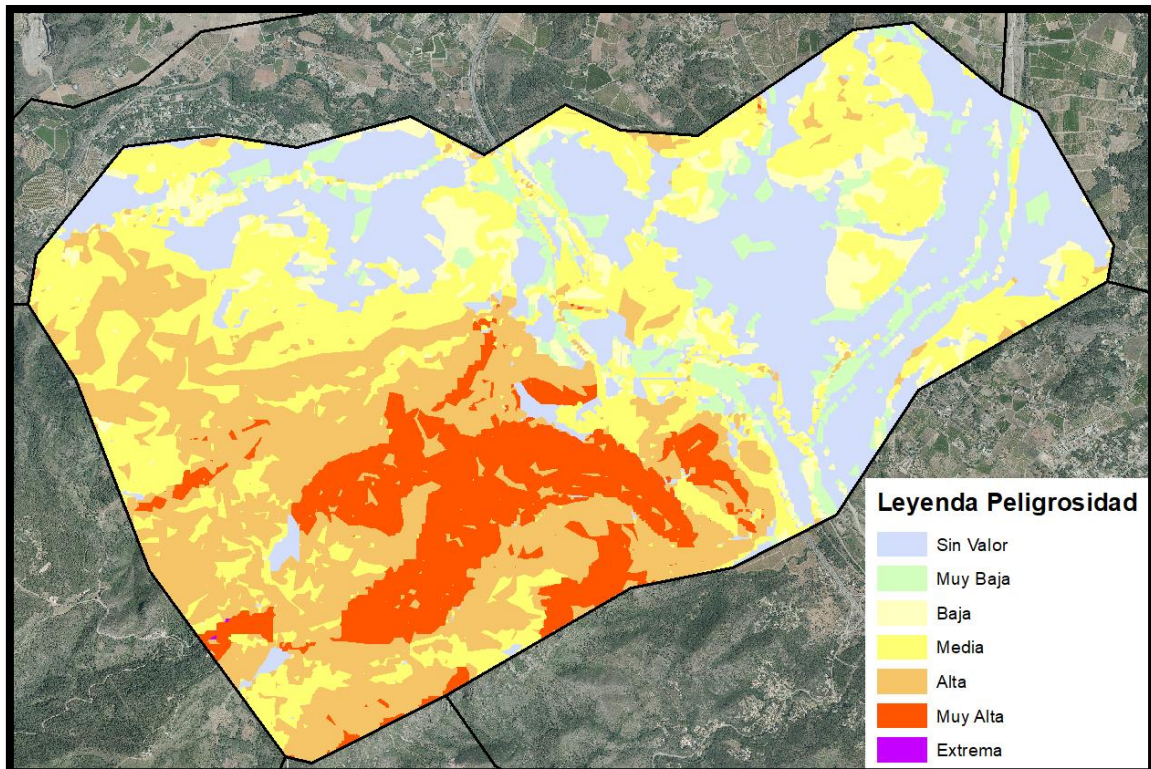 Leyenda Peligrosidad
Sin Valor
Muy Baja
Baja
Media
Alta
Muy Alta
Extrema